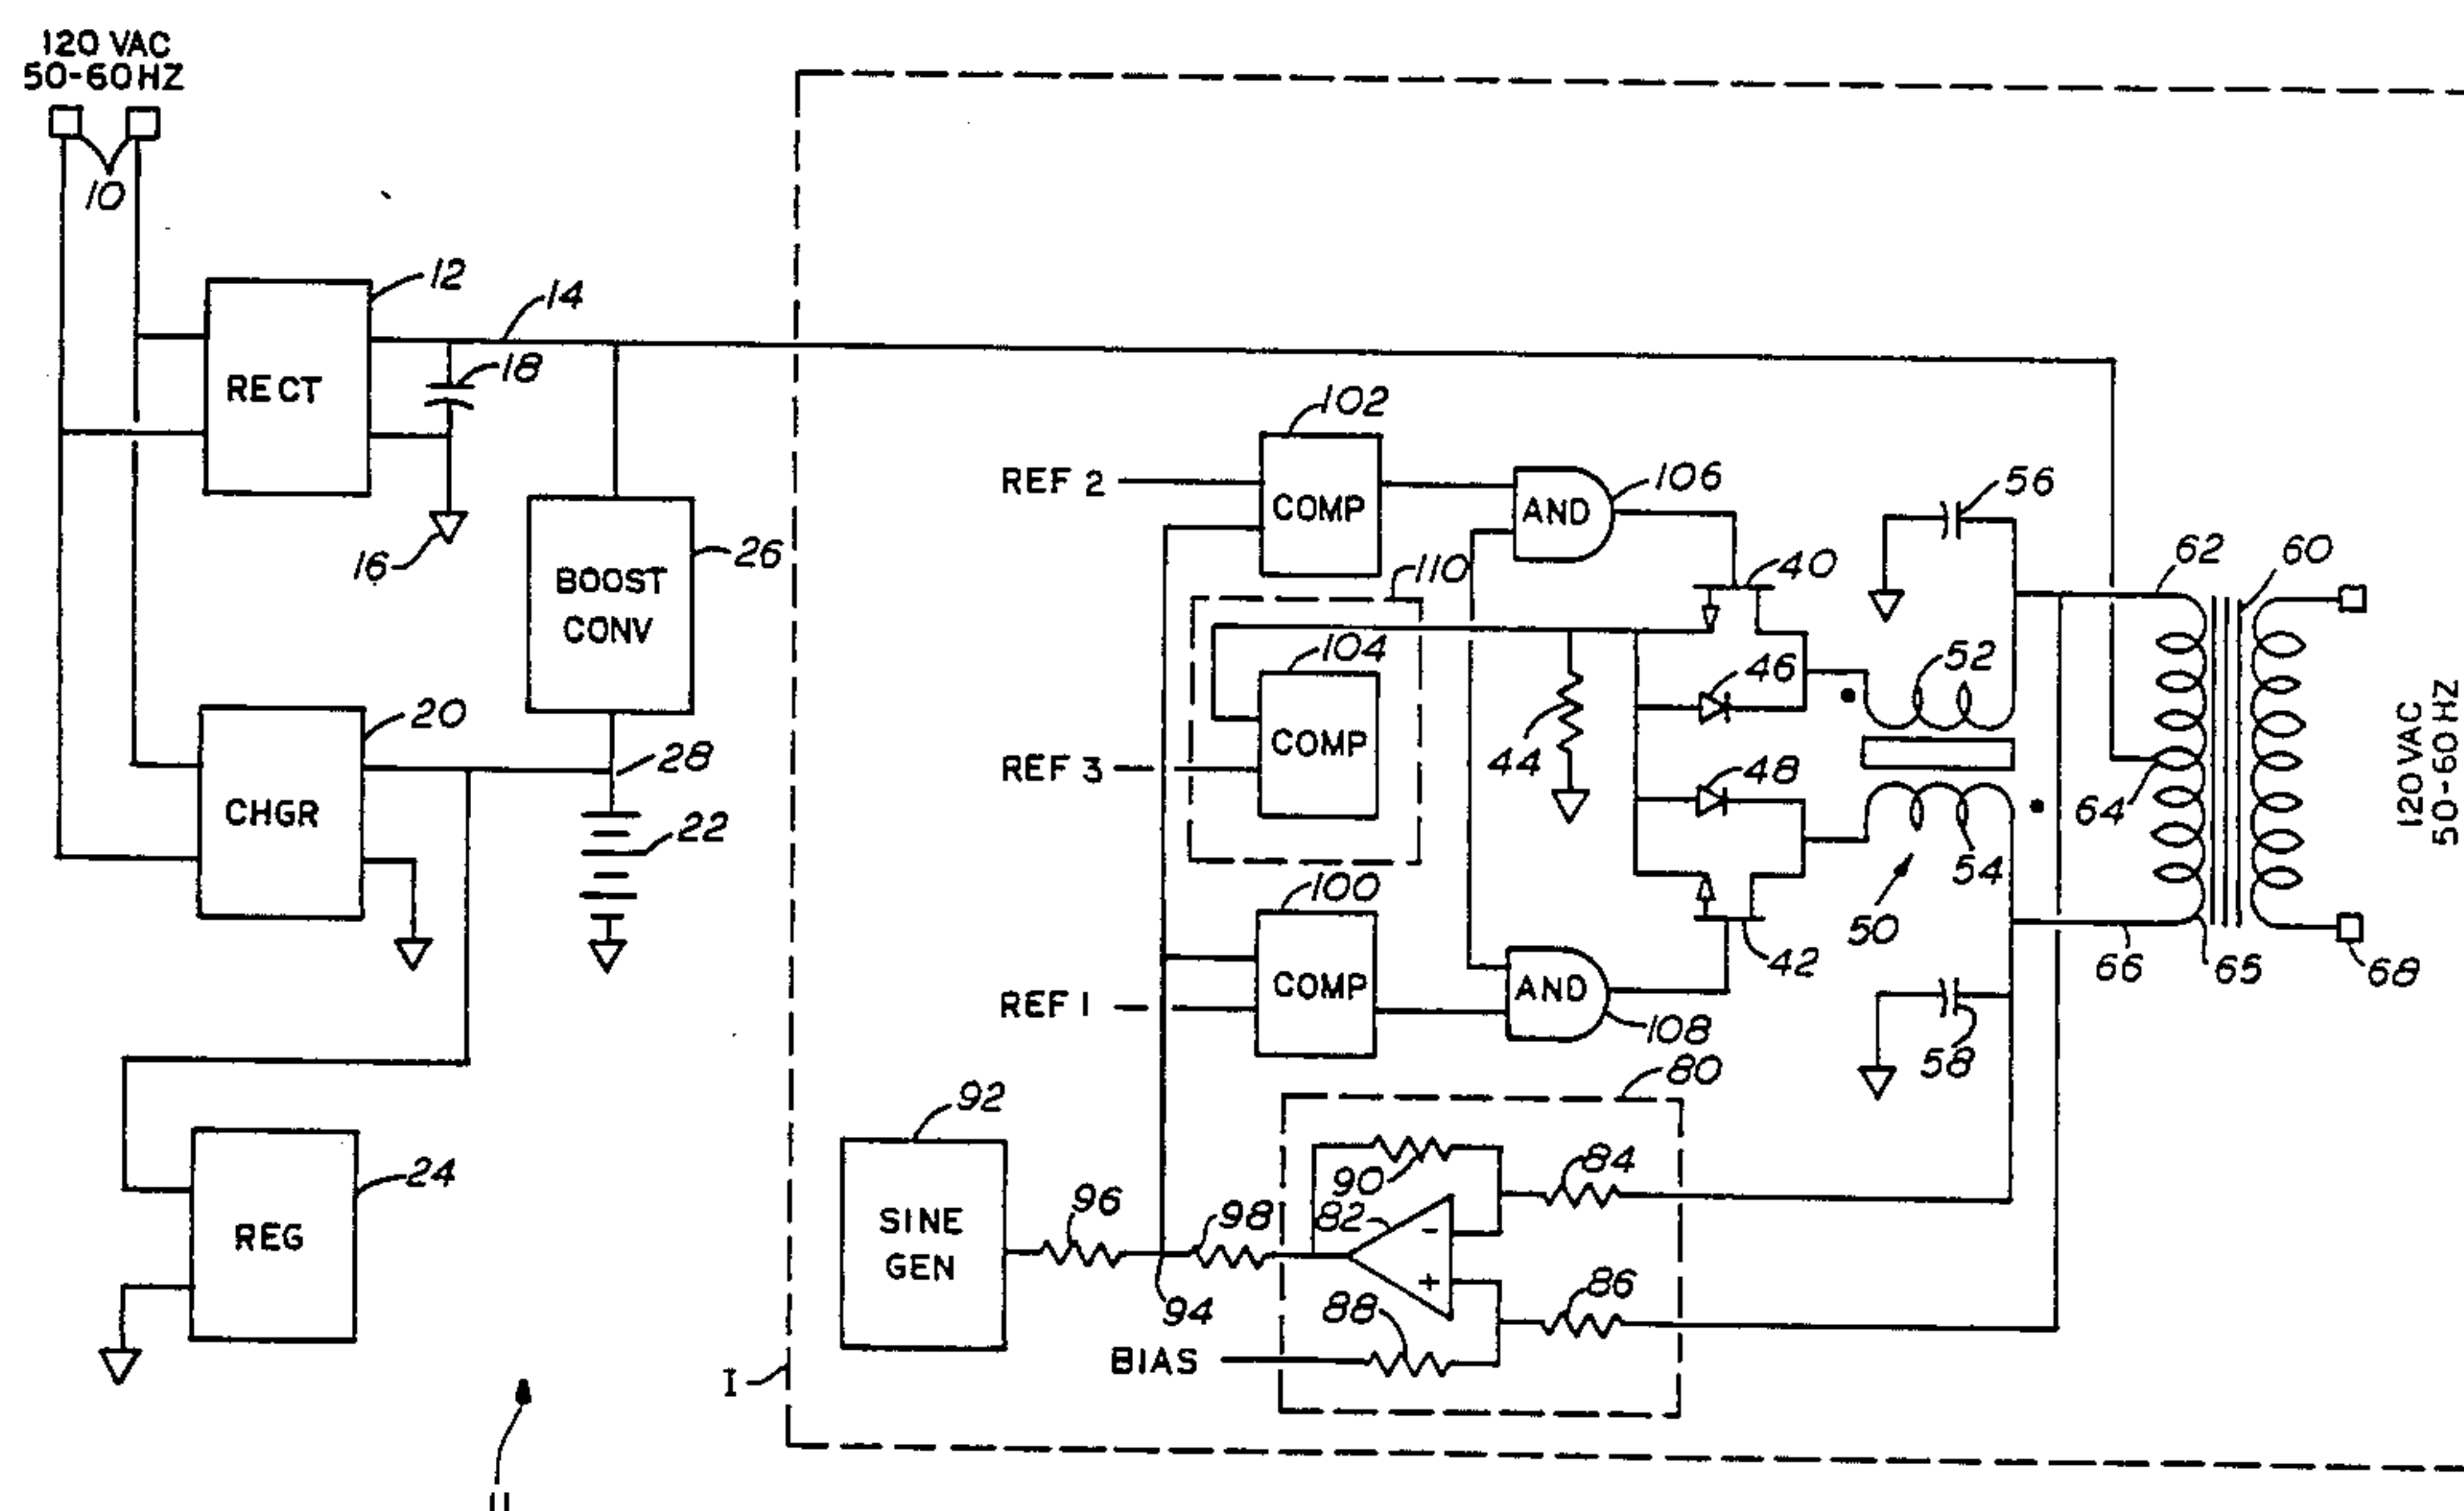 120 VAC
50-60 HZ
10
12
14
18
RECT
16
BOOST
CONV
26
20
CHGR
28
22
24
REG
11
I
102
REF 2
COMP
AND
106
110
40
56
62
60
104
46
52
REF 3
COMP
44
48
64
120 VAC
50-60 HZ
54
50
100
REF 1
COMP
AND
108
42
58
66
65
68
80
92
SINE
GEN
96
94
98
90
82
-
+
84
86
88
BIAS